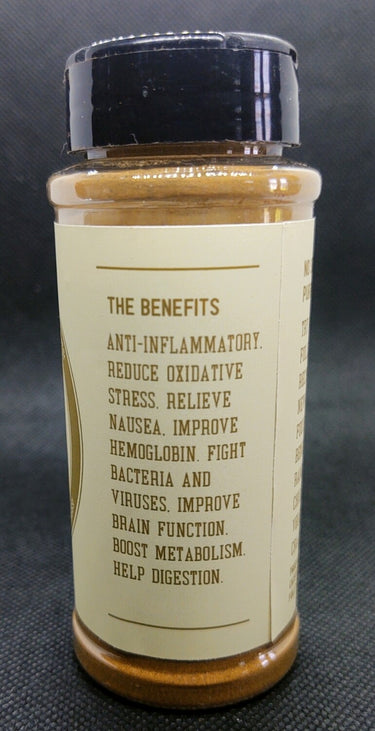 THE BENEFITS
ANTI-INFLAMMATORY.
REDUCE OXIDATIVE
STRESS. RELIEVE
NAUSEA. IMPROVE
HEMOGLOBIN. FIGHT
BACTERIA AND
VIRUSES. IMPROVE
BRAIN FUNCTION.
BOOST METABOLISM.
HELP DIGESTION.